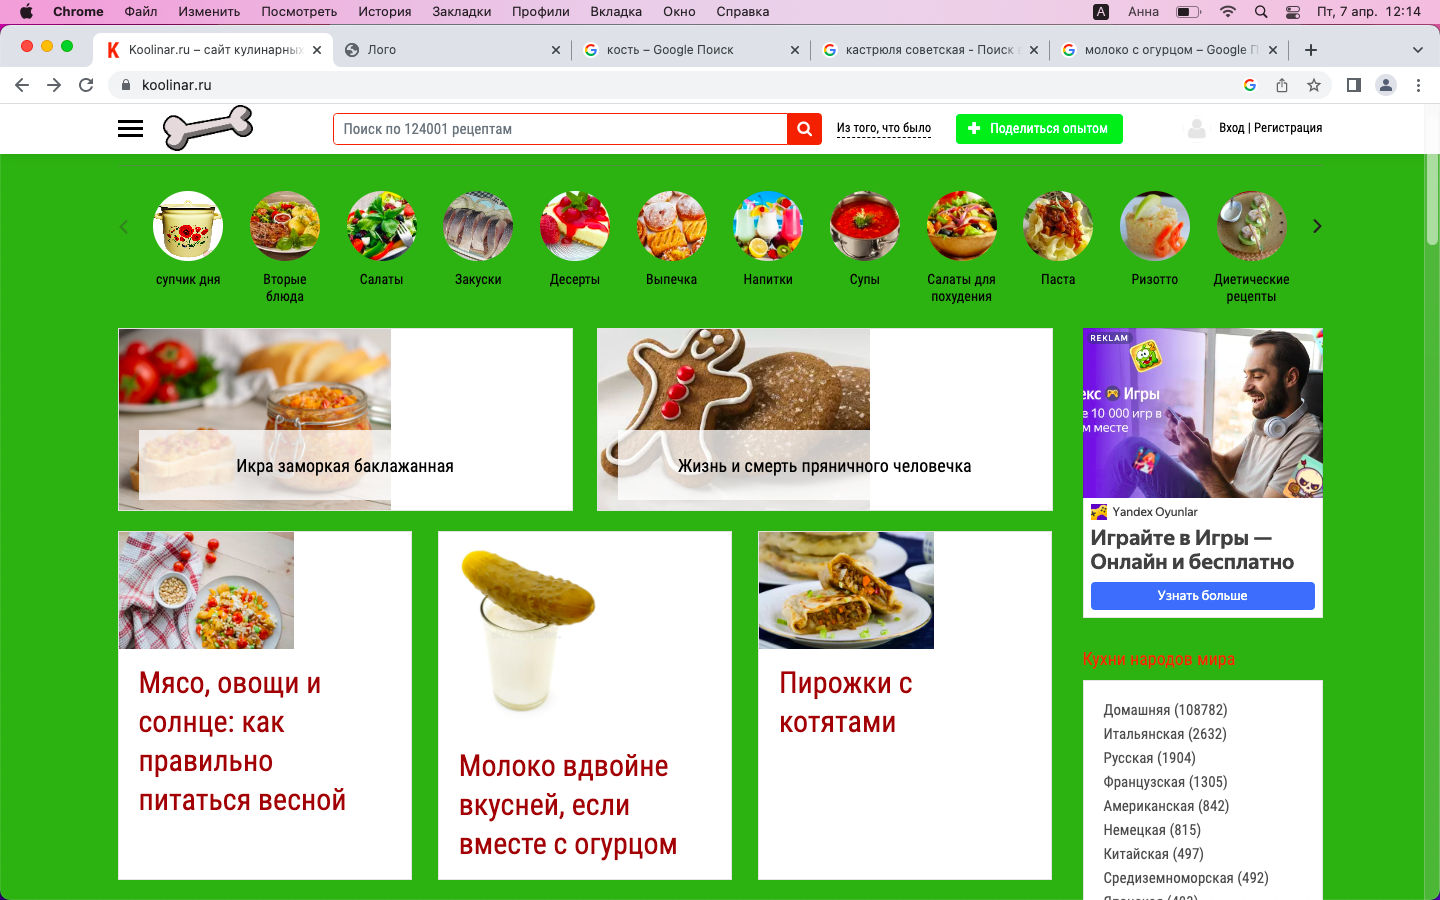 Chrome Файл Изменить Посмотреть История Закладки Профили Вкладка Окно Справка A Анна Пт, 7 апр. 12:14
Koolinar.ru – сайт кулинарных Лого кость – Google Поиск кастрюля советская - Поиск молоко с огурцом – Google
koolinar.ru
Поиск по 124001 рецептам Из того, что было Поделиться опытом Вход | Регистрация
супчик дня
Вторые
блюда
Салаты
Закуски
Десерты
Выпечка
Напитки
Супы
Салаты для
похудения
Паста
Ризотто
Диетические
рецепты
Икра заморкая баклажанная
Жизнь и смерть пряничного человечка
REKLAM
екс Игры
е 10 000 игр в
м месте
Yandex Oyunlar
Играйте в Игры —
Онлайн и бесплатно
Узнать больше
Мясо, овощи и
солнце: как
правильно
питаться весной
Молоко вдвойне
вкусней, если
вместе с огурцом
Пирожки с
котятами
Кухни народов мира
Домашняя (108782)
Итальянская (2632)
Русская (1904)
Французская (1305)
Американская (842)
Немецкая (815)
Китайская (497)
Средиземноморская (492)